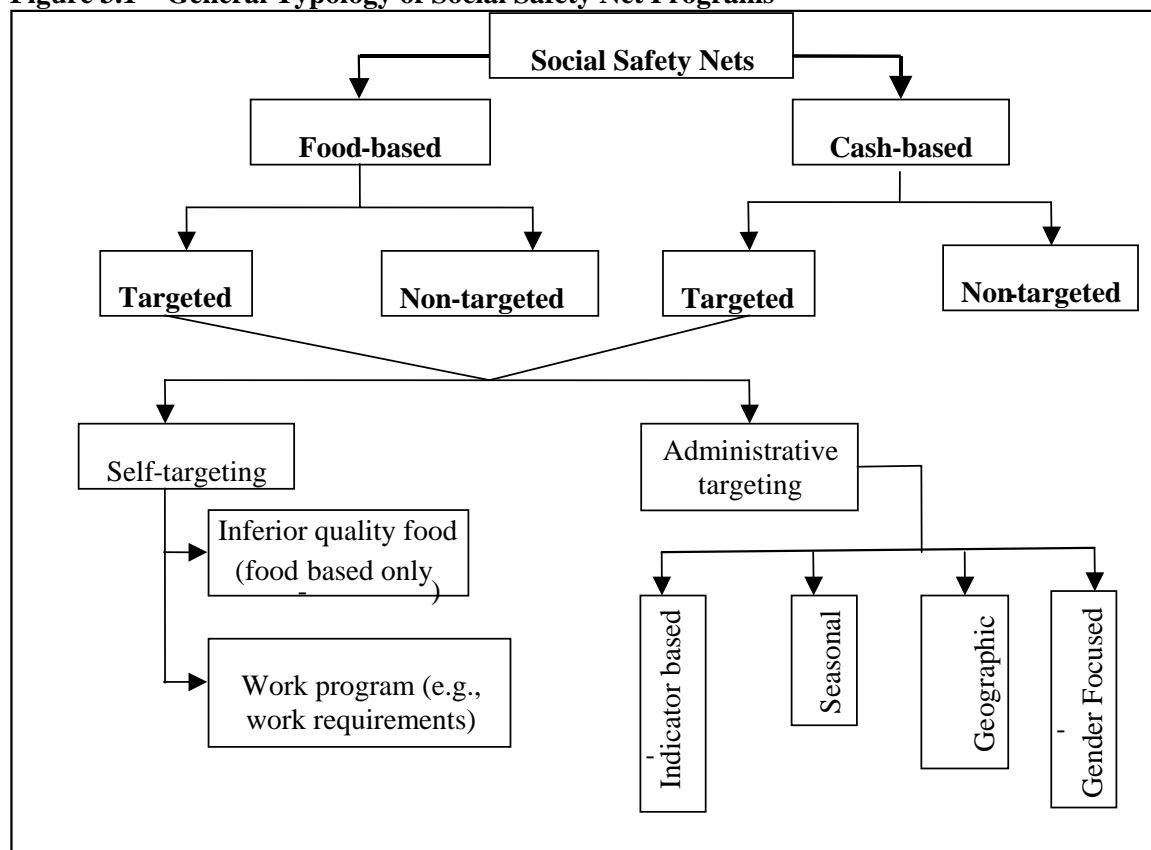 Figure 3.1 General Typology of Social Safety Net Programs
Social Safety Nets
Food-based
Cash-based
Targeted
Non-targeted
Targeted
Non-targeted
Self-targeting
Administrative
targeting
Inferior quality food
(food based only
- )
Work program (e.g.,
work requirements)
Indicator based
-
Seasonal
Geographic
Gender Focused
-